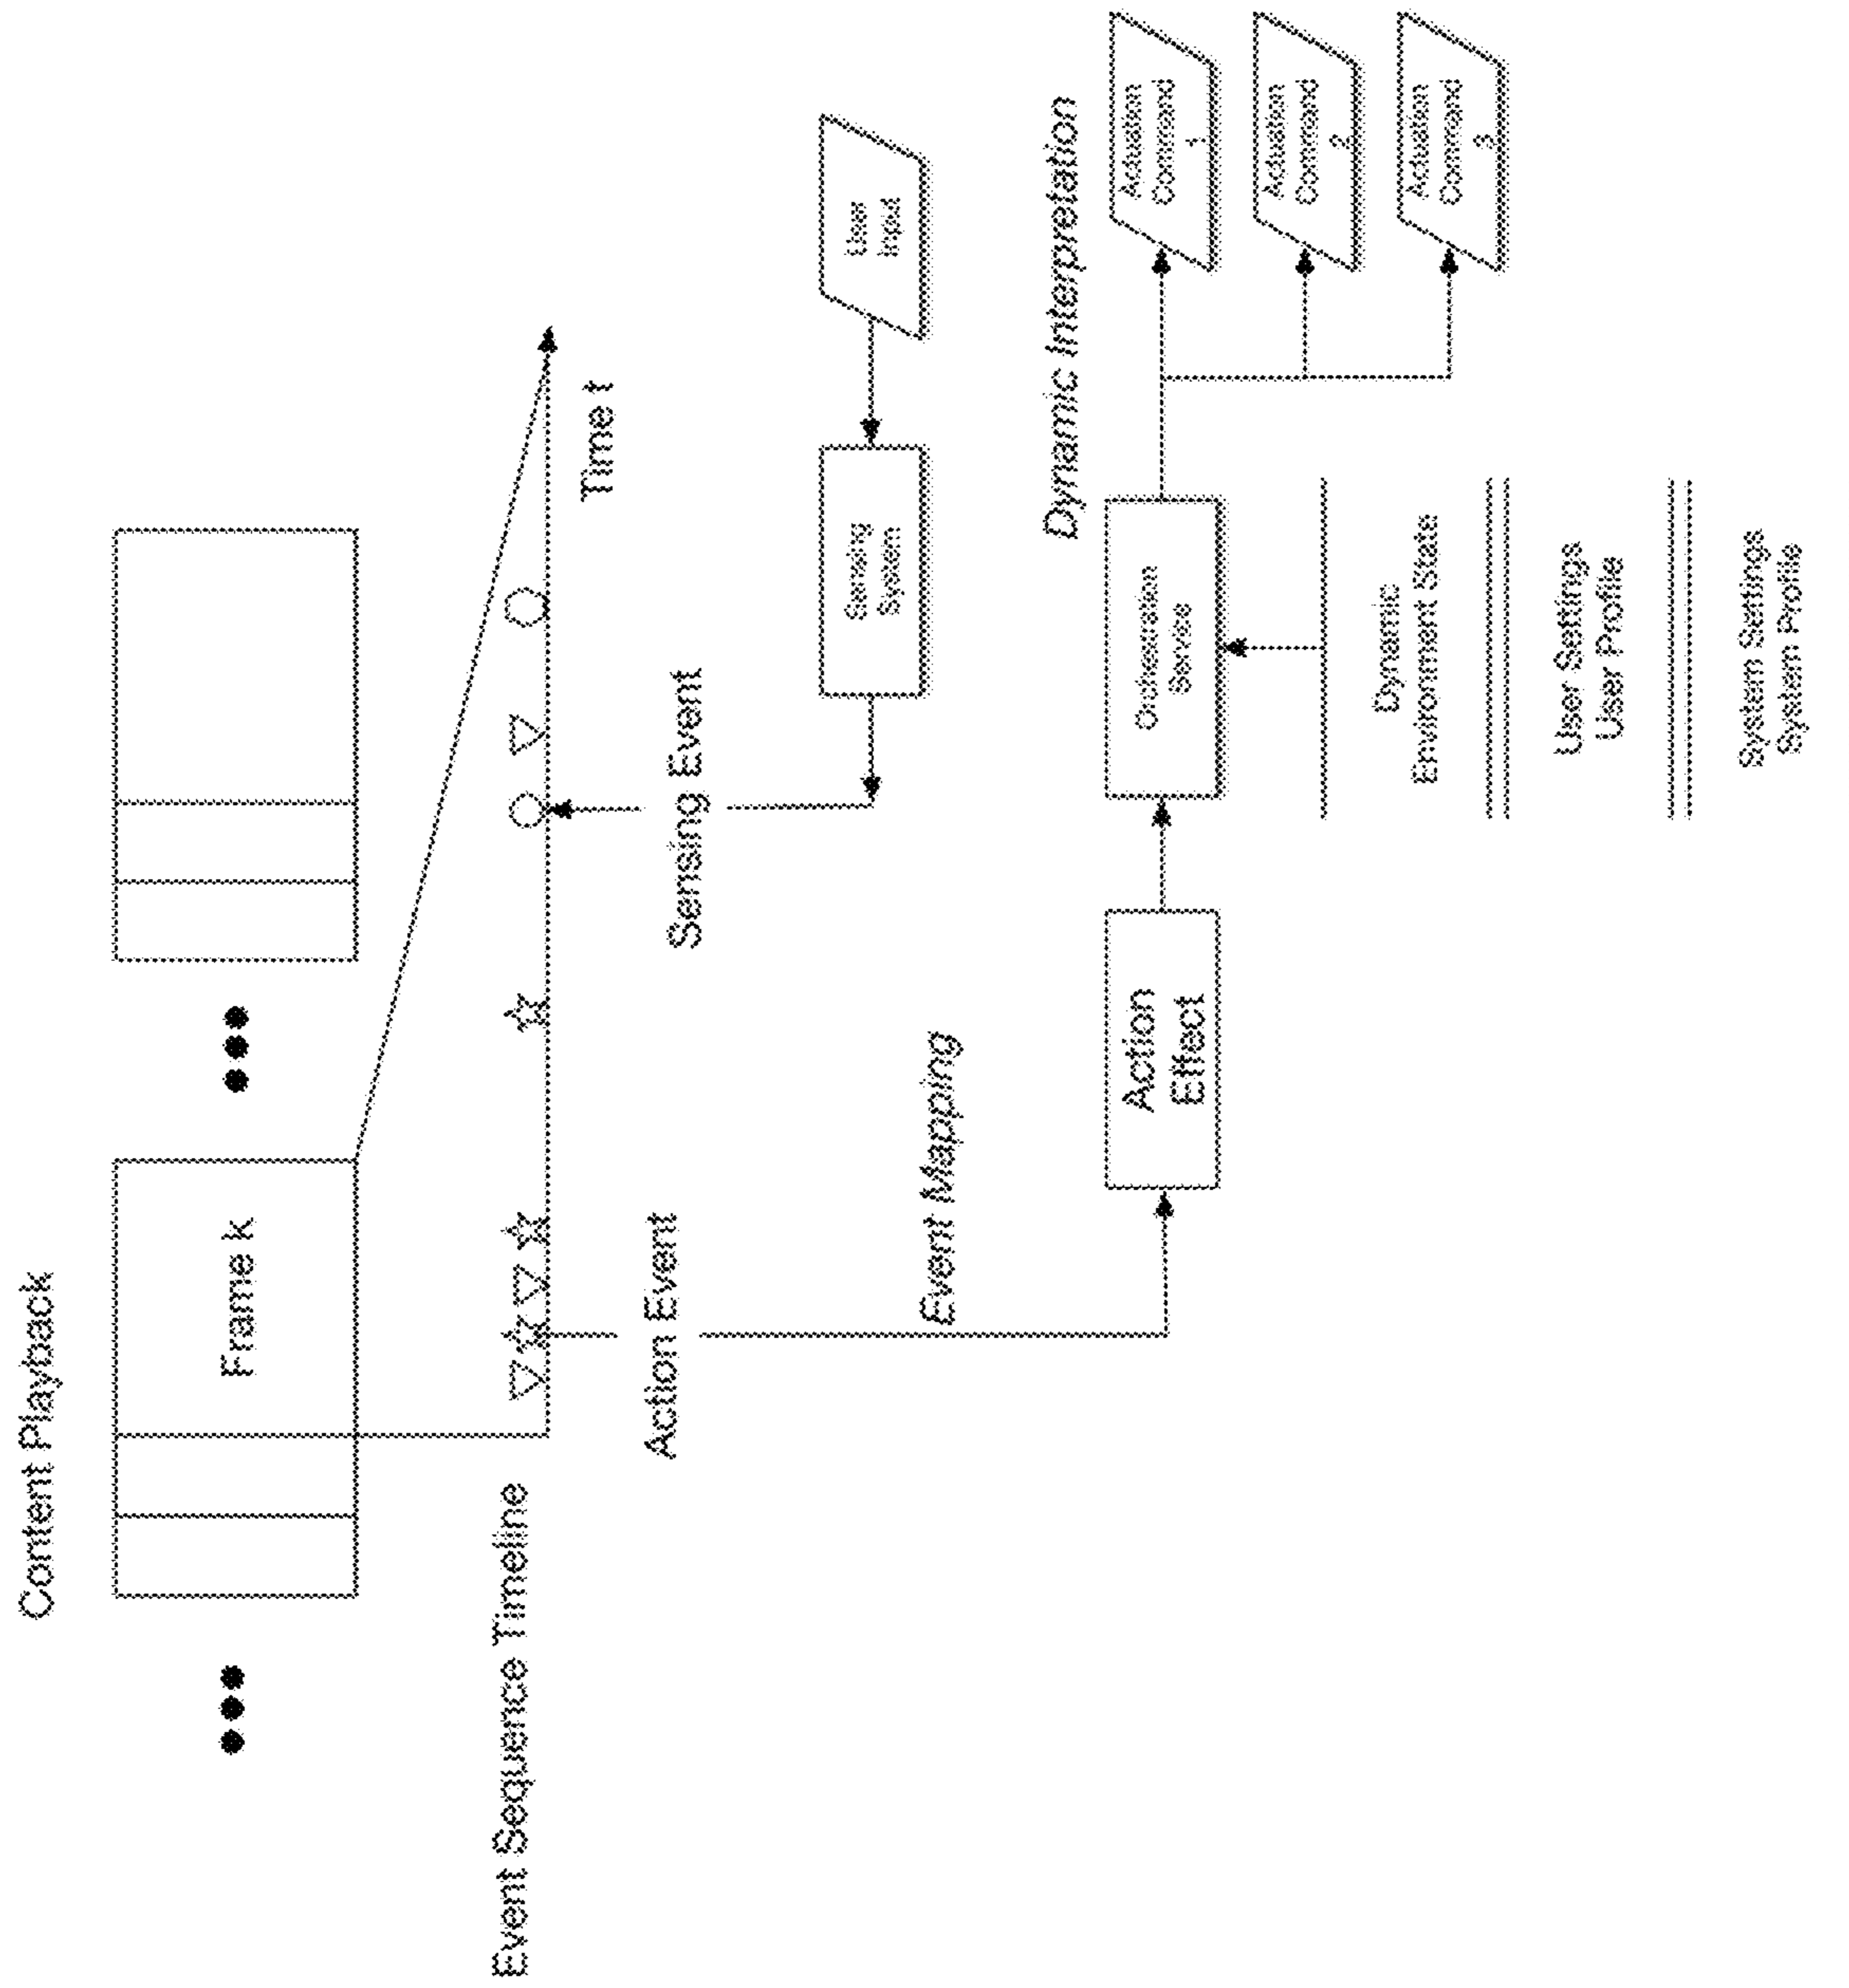 Content Playback
Frame k
Event Sequence Timeline
Time t
Action Event
Sensing Event
Sensing
System
User
Input
Event Mapping
Dynamic Interpretation
Action
Effect
Orchestration
Service
Actuation
Command
1
Actuation
Command
2
Actuation
Command
3
Dynamic
Environment State
User Settings
User Profile
System Settings
System Profile